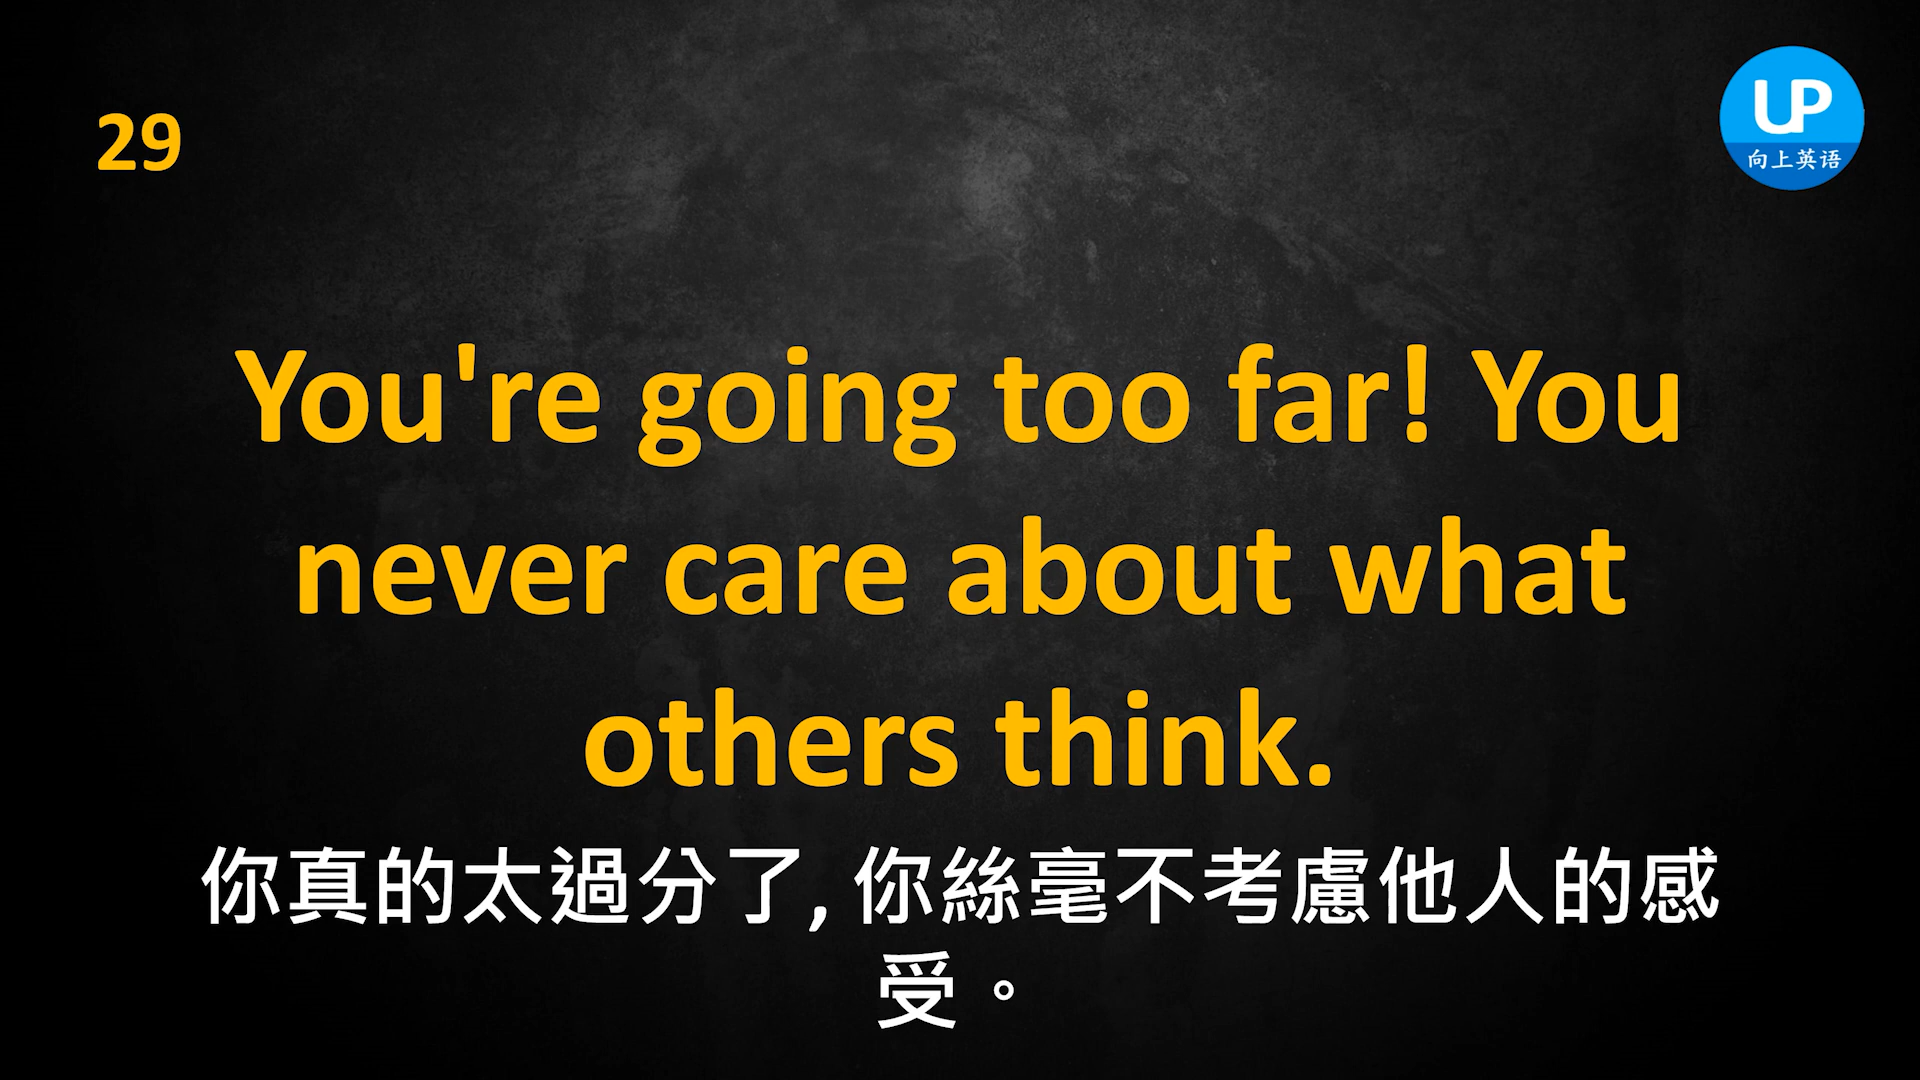 29
UP
向上英语
You're going too far! You
never care about what
others think.
你真的太過分了, 你絲毫不考慮他人的感
受。